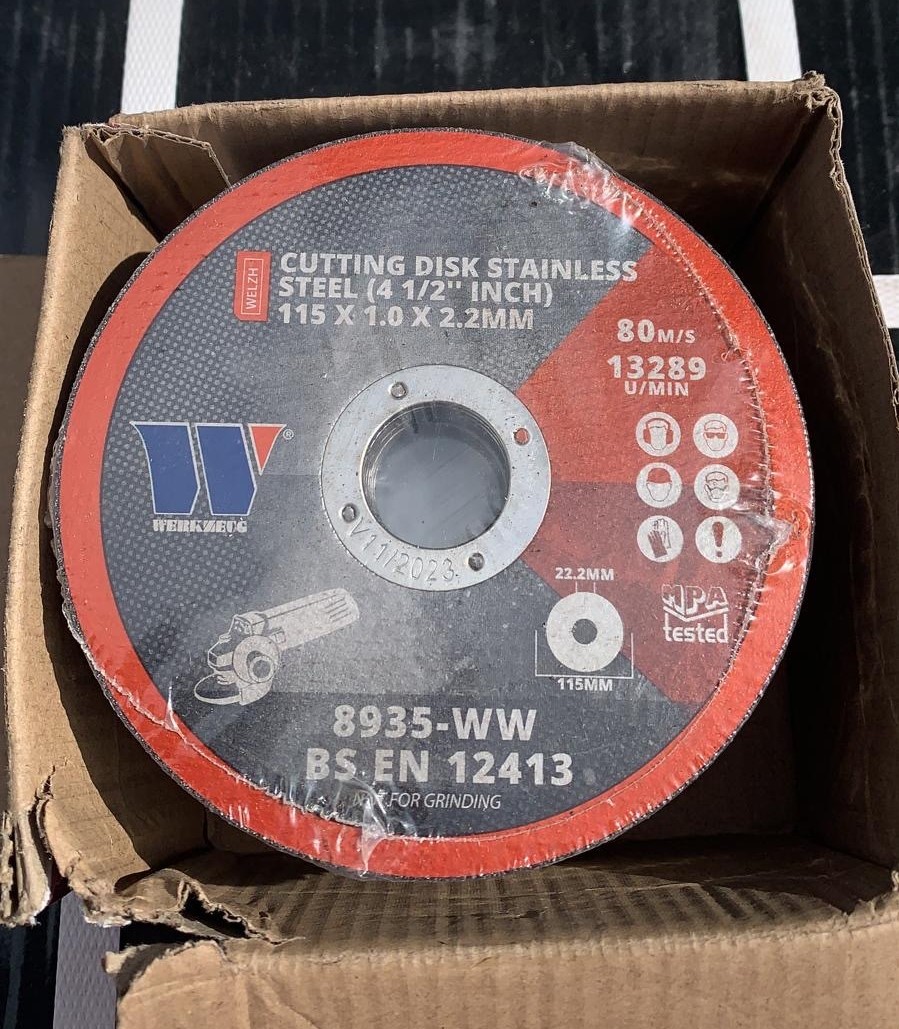 WELZH
CUTTING DISK STAINLESS
STEEL (4 1/2'' INCH)
115 X 1.0 X 2.2MM
80M/S
13289
U/MIN
W®
WERKZEUG
V11/2023
22.2MM
115MM
MPA
tested
8935-WW
BS EN 12413
NOT FOR GRINDING